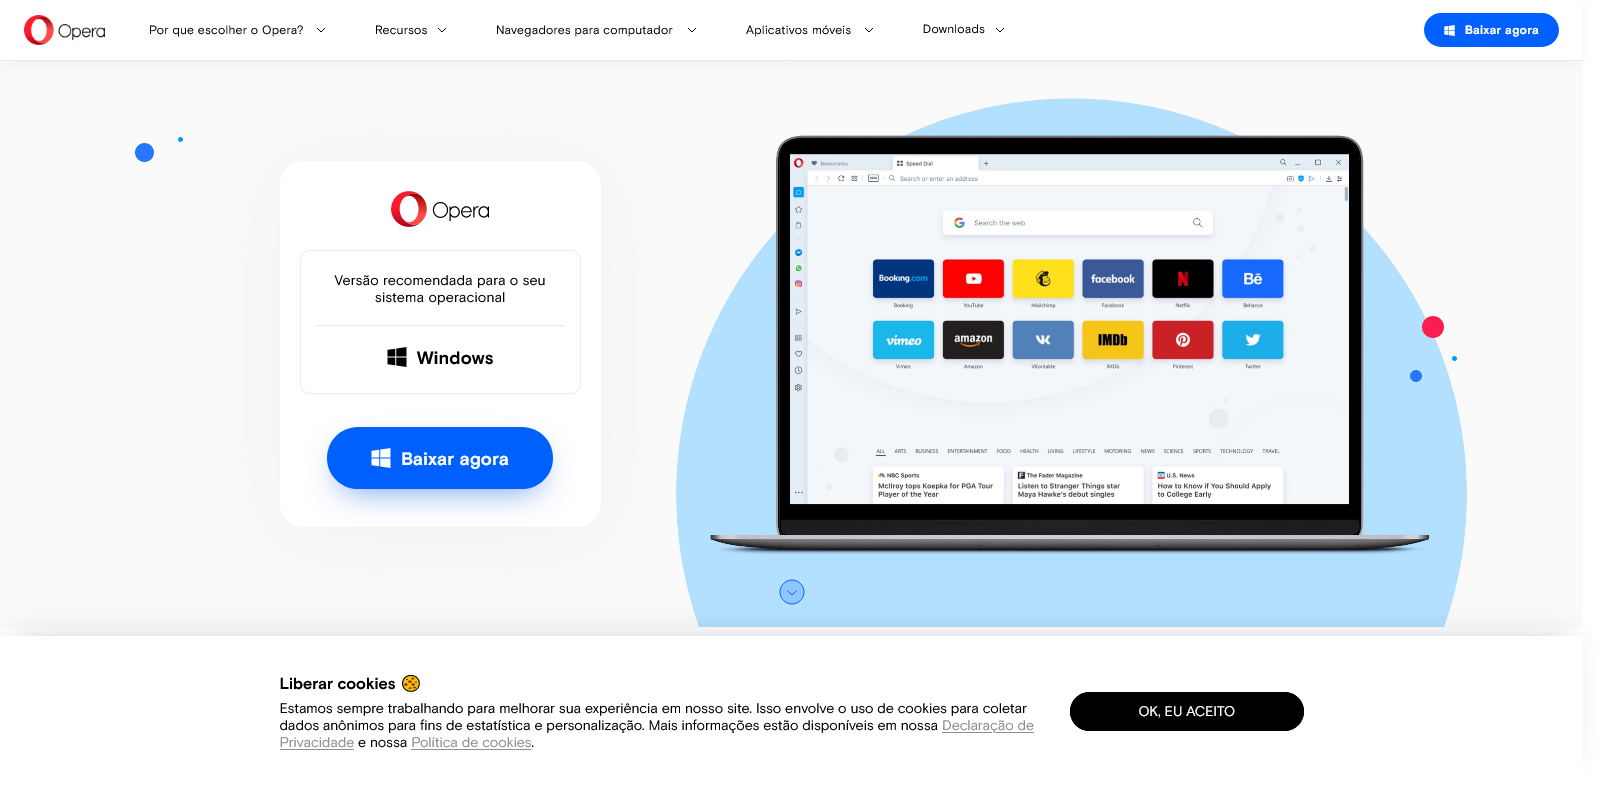 Opera
Por que escolher o Opera?
Recursos
Navegadores para computador
Aplicativos móveis
Downloads
Baixar agora
Opera
Versão recomendada para o seu
sistema operacional
Windows
Baixar agora
Bookmarks
Speed Dial
Search or enter an address
Search the web
Booking.com
YouTube
Mailchimp
facebook
N
Bē
Booking
YouTube
Mailchimp
Facebook
Netflix
Behance
vimeo
amazon
IMDb
Vimeo
Amazon
VKontakte
IMDb
Pinterest
Twitter
ALL ARTS BUSINESS ENTERTAINMENT FOOD HEALTH LIVING LIFESTYLE MOTORING NEWS SCIENCE SPORTS TECHNOLOGY TRAVEL
NBC Sports
McIlroy tops Koepka for PGA Tour
Player of the Year
The Fader Magazine
Listen to Stranger Things star
Maya Hawke's debut singles
U.S. News
How to Know if You Should Apply
to College Early
Liberar cookies
Estamos sempre trabalhando para melhorar sua experiência em nosso site. Isso envolve o uso de cookies para coletar
dados anônimos para fins de estatística e personalização. Mais informações estão disponíveis em nossa Declaração de
Privacidade e nossa Política de cookies.
OK, EU ACEITO